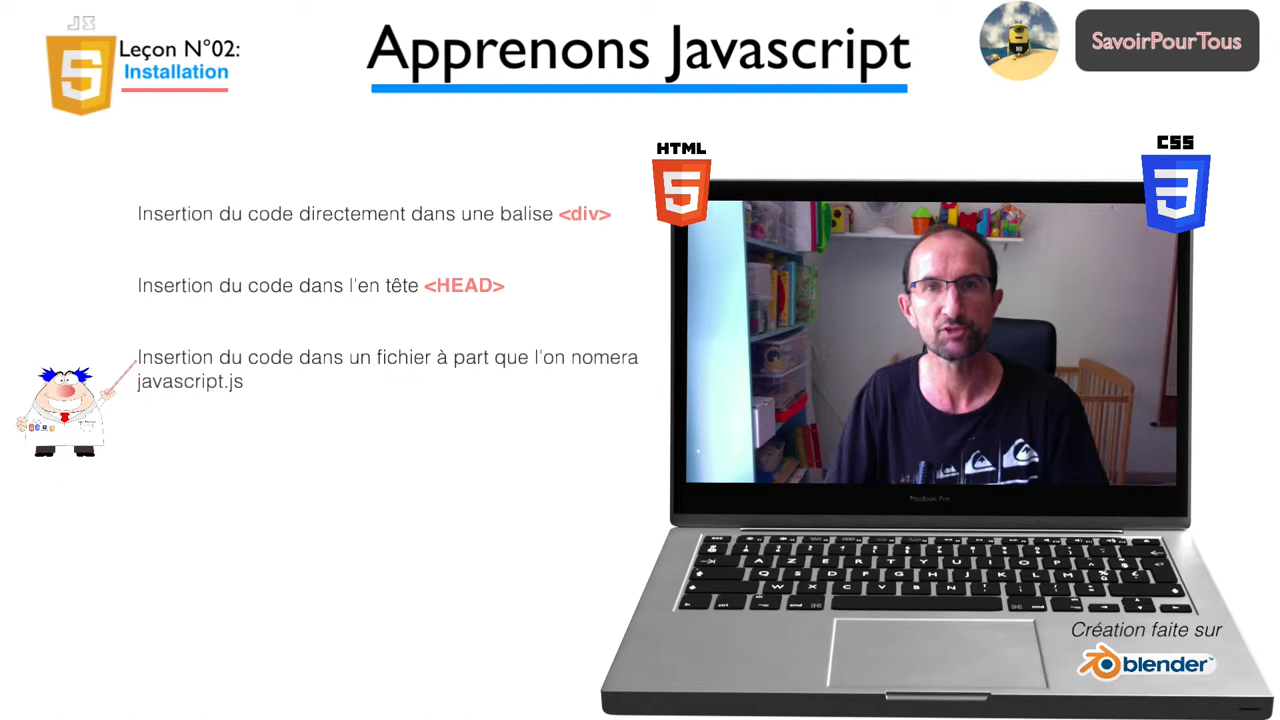 JS
Leçon N°02:
Installation
Apprenons Javascript
SavoirPourTous
HTML
CSS
Insertion du code directement dans une balise <div>
Insertion du code dans l'en tête <HEAD>
Insertion du code dans un fichier à part que l'on nomera
javascript.js
MacBook Pro
A Z E R T Y U I O P
Q S D F G H J K L M
W X C V B N
Création faite sur
blender